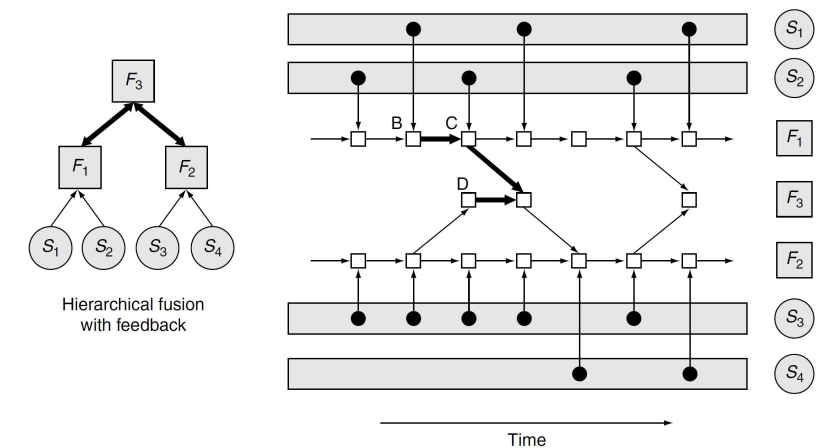 F3
F1
F2
S1
S2
S3
S4
Hierarchical fusion
with feedback
S1
S2
B
C
F1
D
F3
F2
S3
S4
Time